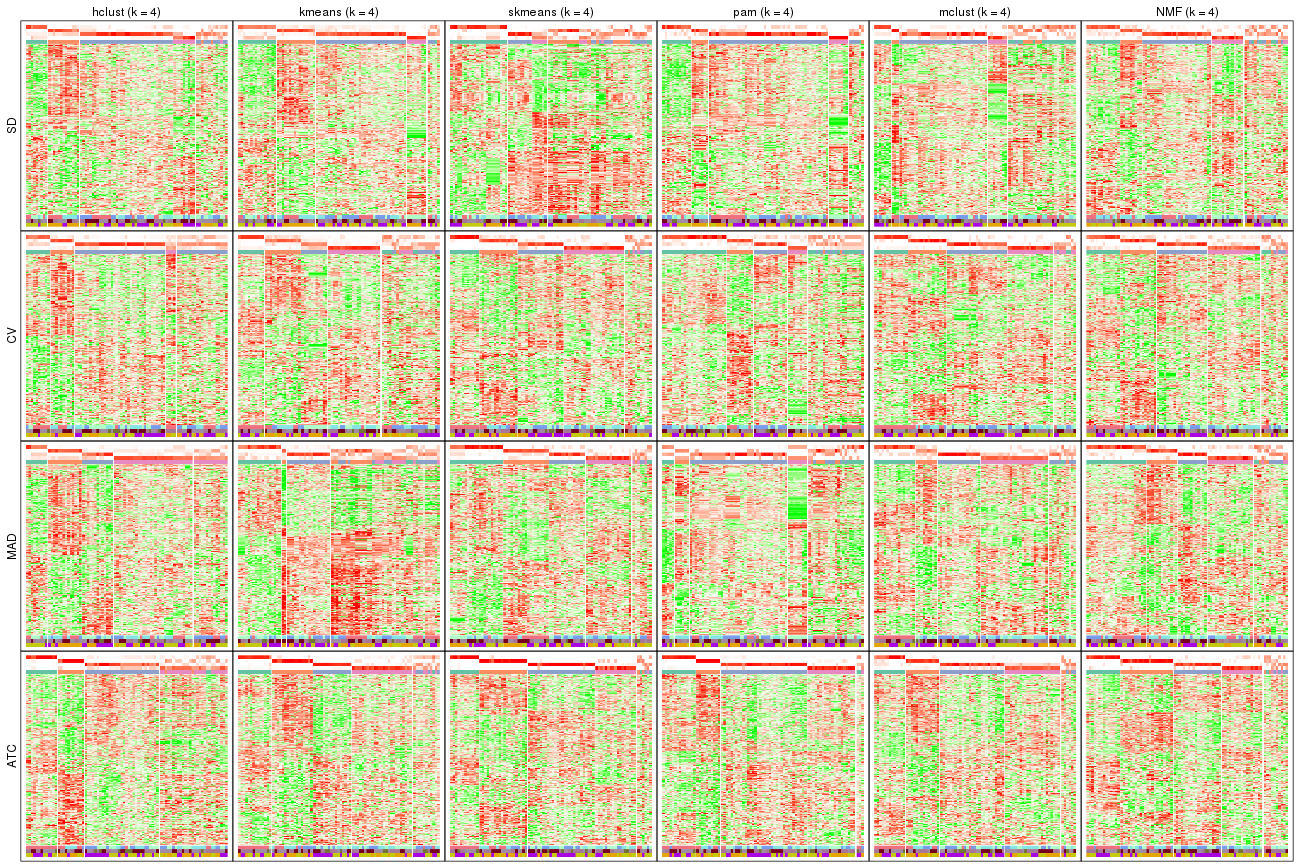 hclust (k = 4) kmeans (k = 4) skmeans (k = 4) pam (k = 4) mclust (k = 4) NMF (k = 4)
SD
CV
MAD
ATC